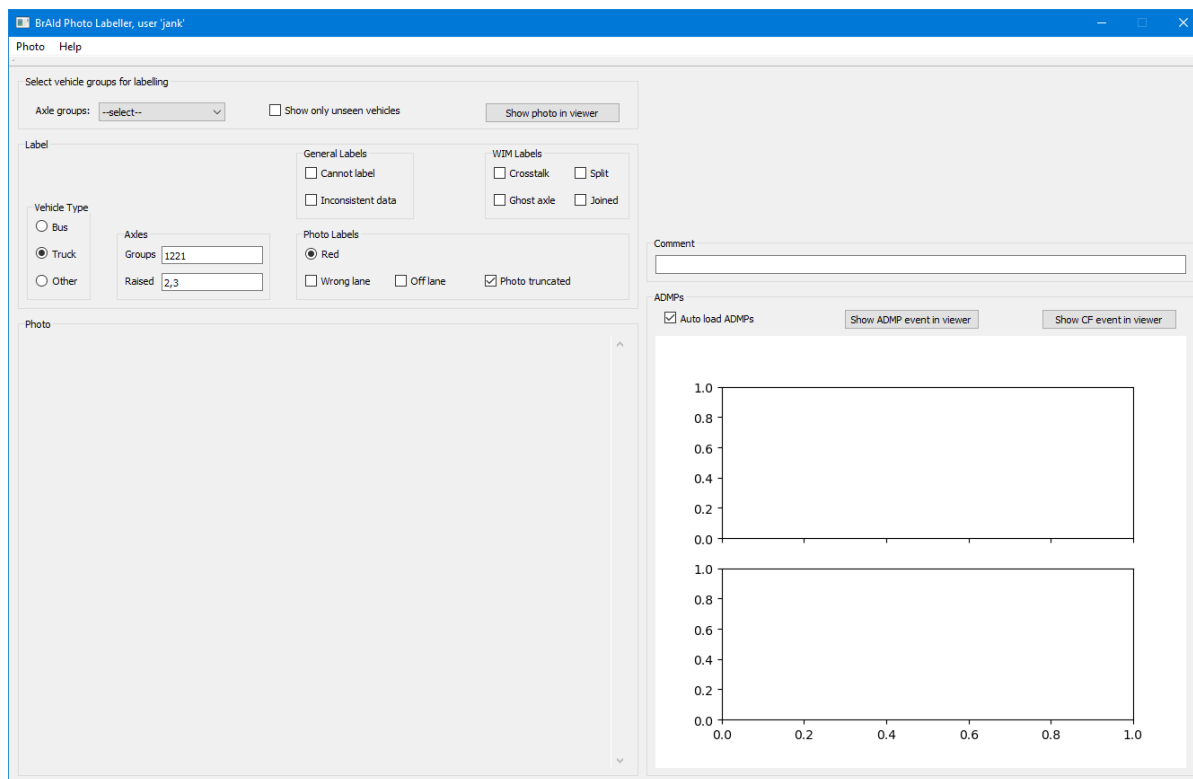 BrAId Photo Labeller, user 'jank'
Photo Help
Select vehicle groups for labelling
Axle groups: --select-- Show only unseen vehicles Show photo in viewer
Label
General Labels
Cannot label
Inconsistent data
WIM Labels
Crosstalk Split
Ghost axle Joined
Vehicle Type
Bus
Truck
Other
Axles
Groups 1221
Raised 2,3
Photo Labels
Red
Wrong lane Off lane Photo truncated
Photo
Comment
ADMPs
Auto load ADMPs Show ADMP event in viewer Show CF event in viewer
1.0
0.8
0.6
0.4
0.2
0.0
1.0
0.8
0.6
0.4
0.2
0.0
0.0 0.2 0.4 0.6 0.8 1.0